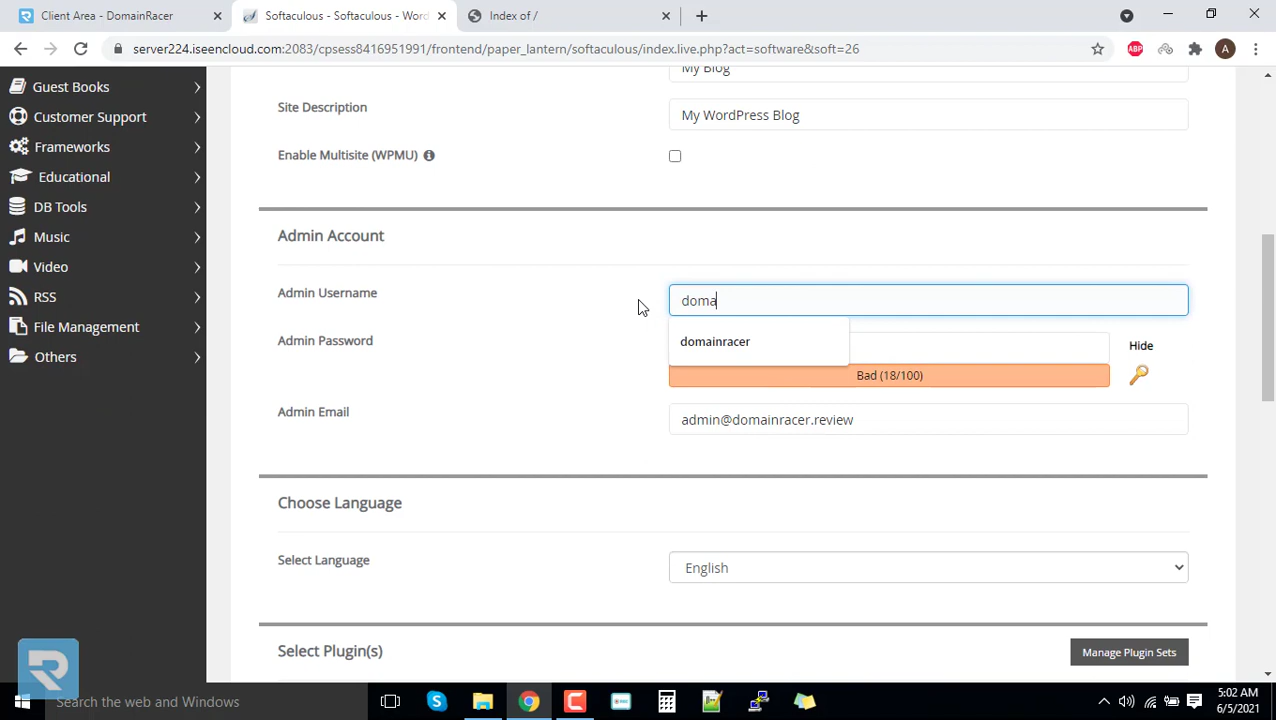 Client Area - DomainRacer
Softaculous - Softaculous - Word
Index of /
server224.iseencloud.com:2083/cpsess8416951991/frontend/paper_lantern/softaculous/index.live.php?act=software&soft=26
ABP
A
Guest Books
Customer Support
Frameworks
Educational
DB Tools
Music
Video
RSS
File Management
Others
My Blog
Site Description
My WordPress Blog
Enable Multisite (WPMU)
Admin Account
Admin Username
doma
domainracer
Admin Password
Hide
Bad (18/100)
Admin Email
admin@domainracer.review
Choose Language
Select Language
English
Select Plugin(s)
Manage Plugin Sets
Search the web and Windows
5:02 AM
6/5/2021